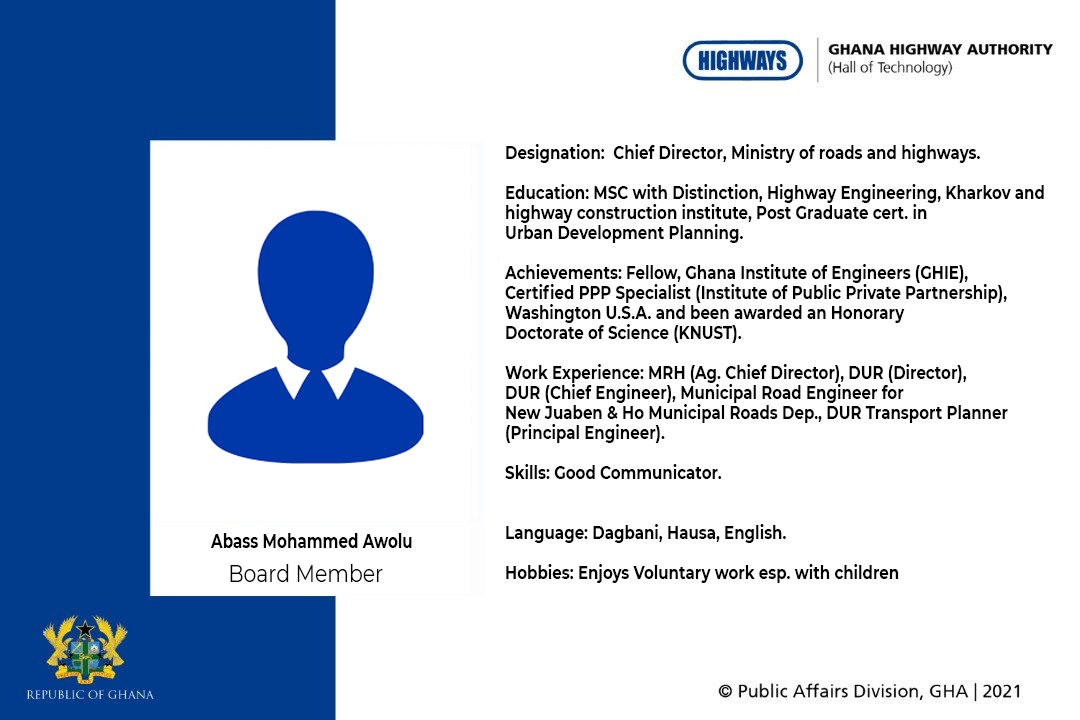 HIGHWAYS
GHANA HIGHWAY AUTHORITY
(Hall of Technology)
Designation:  Chief Director, Ministry of roads and highways.
Education: MSC with Distinction, Highway Engineering, Kharkov and
highway construction institute, Post Graduate cert. in
Urban Development Planning.
Achievements: Fellow, Ghana Institute of Engineers (GHIE),
Certified PPP Specialist (Institute of Public Private Partnership),
Washington U.S.A. and been awarded an Honorary
Doctorate of Science (KNUST).
Work Experience: MRH (Ag. Chief Director), DUR (Director),
DUR (Chief Engineer), Municipal Road Engineer for
New Juaben & Ho Municipal Roads Dep., DUR Transport Planner
(Principal Engineer).
Skills: Good Communicator.
Language: Dagbani, Hausa, English.
Hobbies: Enjoys Voluntary work esp. with children
Abass Mohammed Awolu
Board Member
REPUBLIC OF GHANA
© Public Affairs Division, GHA | 2021